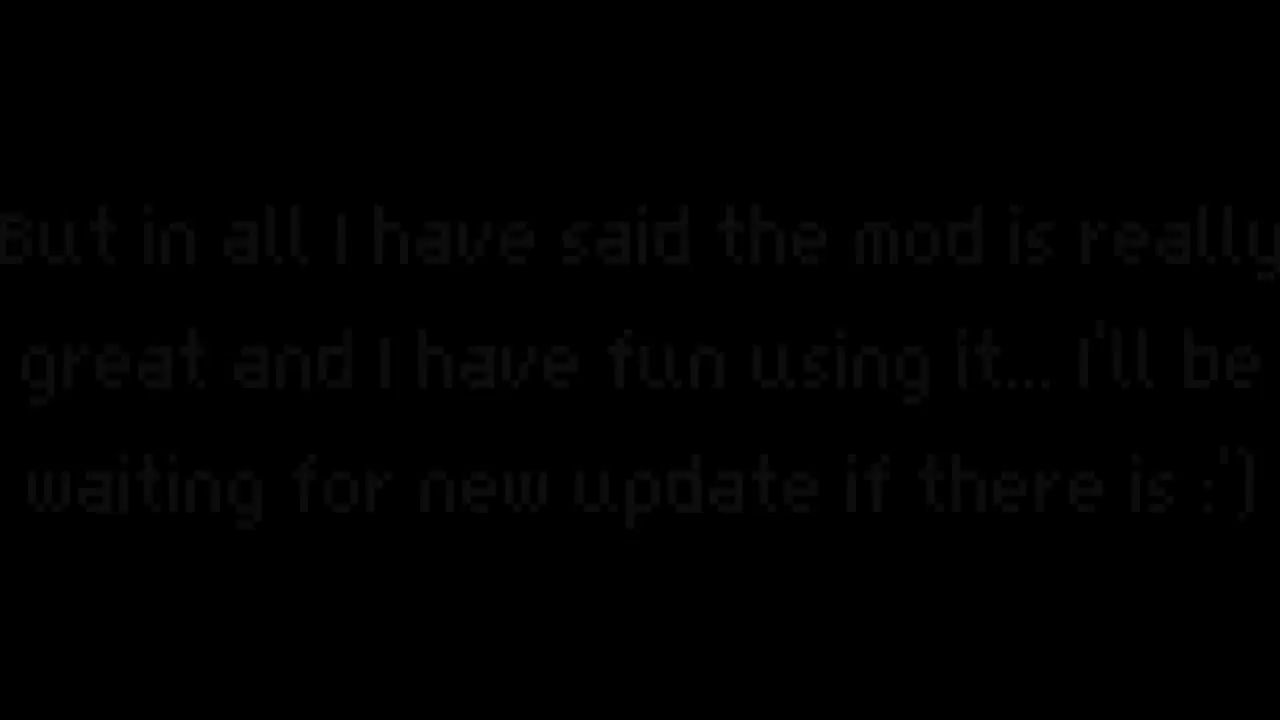 But in all I have said the mod is really
great and I have fun using it... I'll be
waiting for new update if there is :')